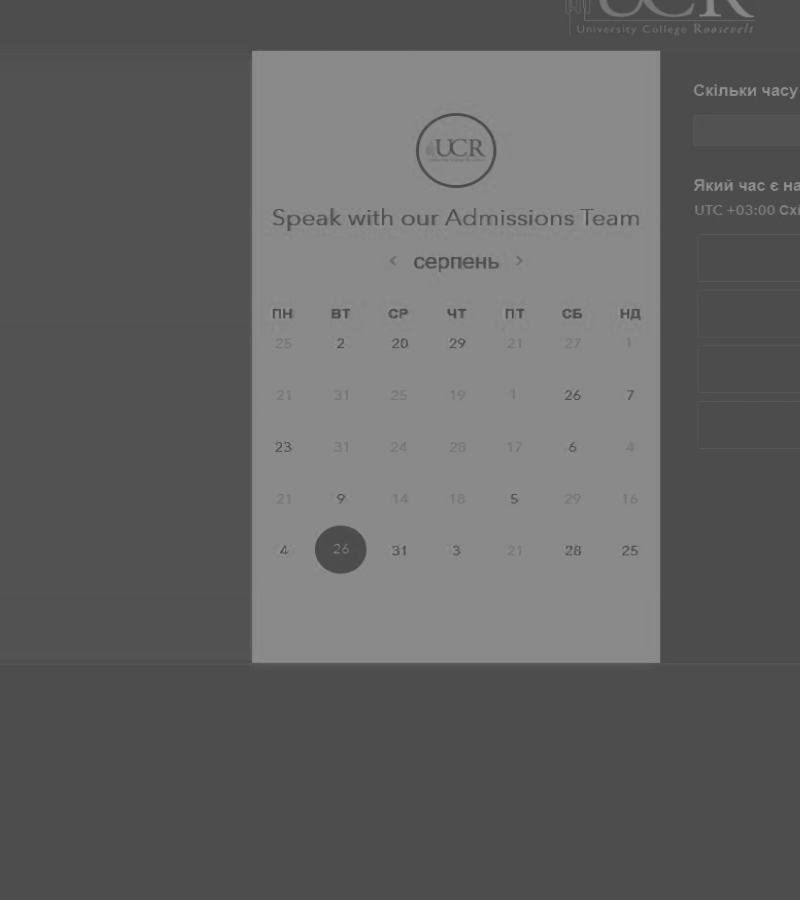 UCR
University College Roosevelt
UCR
Speak with our Admissions Team
< серпень >
ПН ВТ СР ЧТ ПТ СБ НД
25 2 20 29 21 27 1
21 31 25 19 1 26 7
23 31 24 28 17 6 4
21 9 14 18 5 29 16
4 26 31 3 21 28 25
Скільки часу
Який час є на
UTC +03:00 Схі